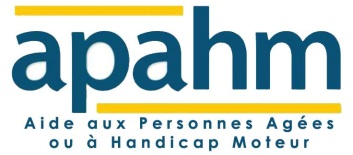 apahm
Aide aux Personnes Agées
ou à Handicap Moteur